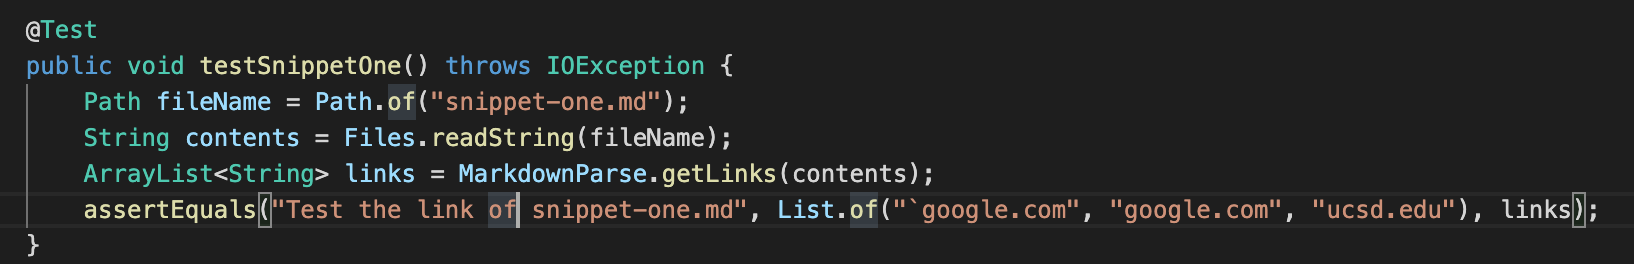 @Test
public void testSnippetOne() throws IOException {
    Path fileName = Path.of("snippet-one.md");
    String contents = Files.readString(fileName);
    ArrayList<String> links = MarkdownParse.getLinks(contents);
    assertEquals("Test the link of snippet-one.md", List.of("`google.com", "google.com", "ucsd.edu"), links);
}